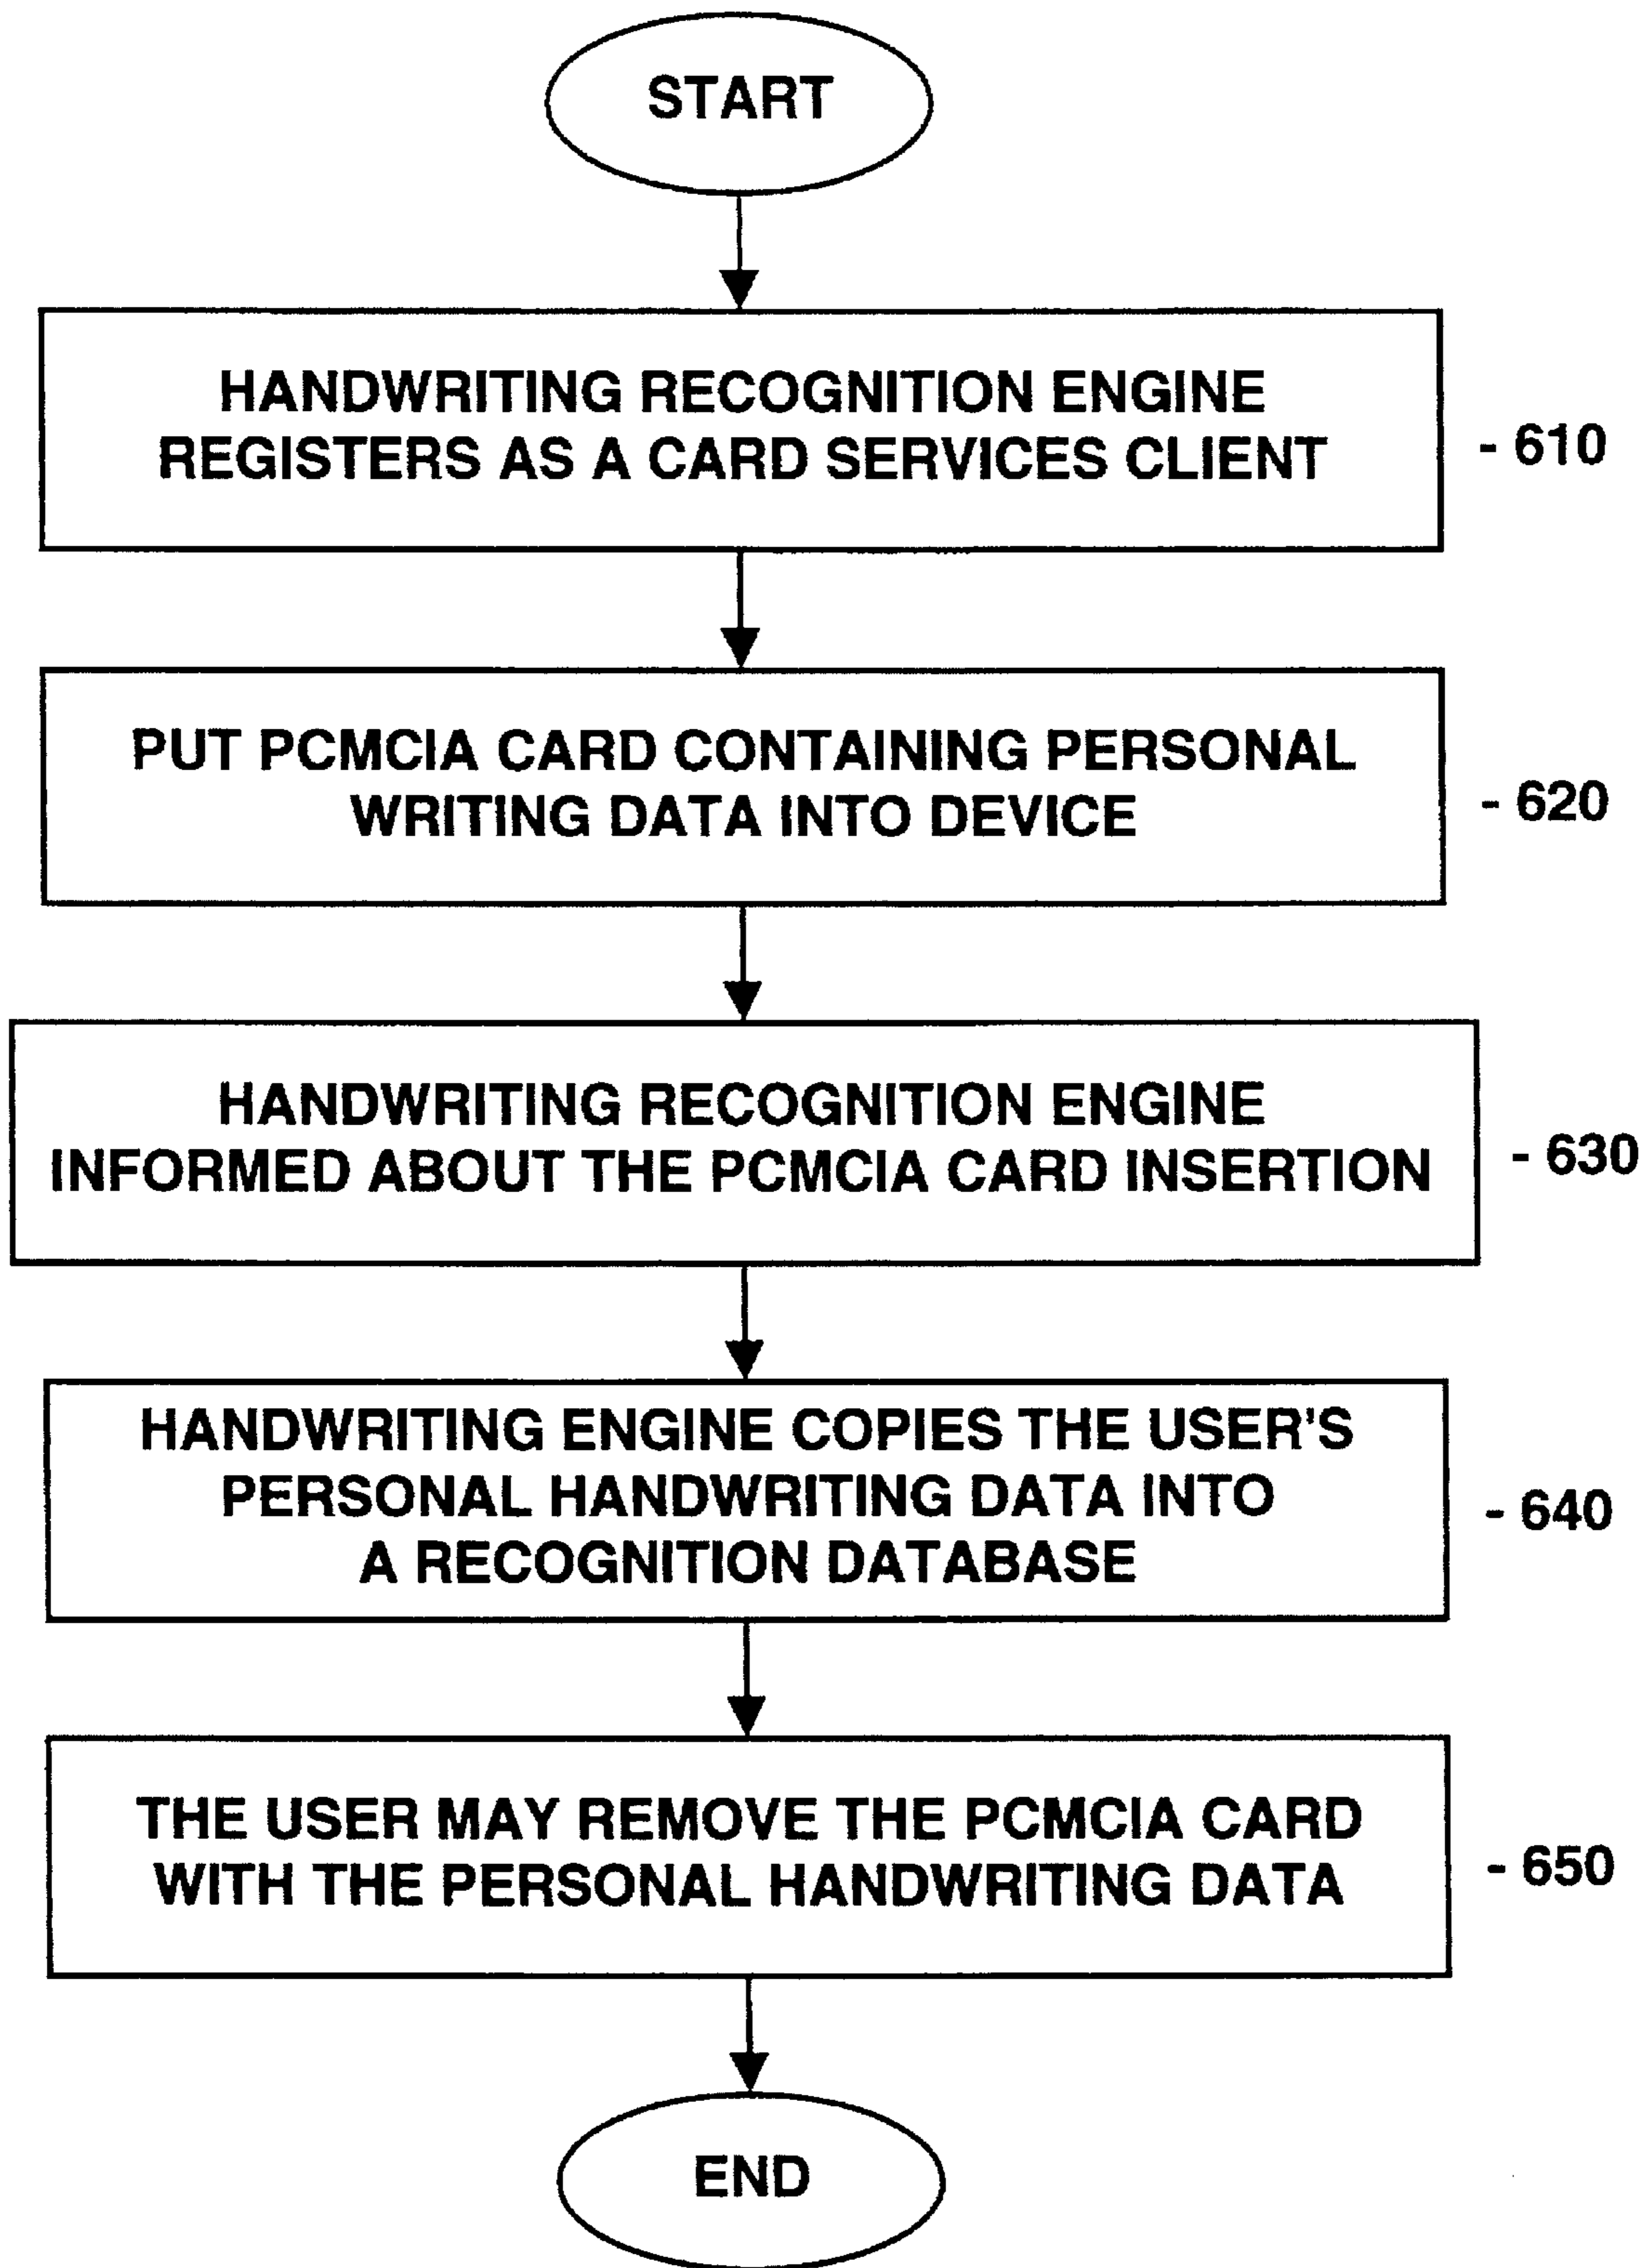 START
HANDWRITING RECOGNITION ENGINE
REGISTERS AS A CARD SERVICES CLIENT
- 610
PUT PCMCIA CARD CONTAINING PERSONAL
WRITING DATA INTO DEVICE
- 620
HANDWRITING RECOGNITION ENGINE
INFORMED ABOUT THE PCMCIA CARD INSERTION
- 630
HANDWRITING ENGINE COPIES THE USER'S
PERSONAL HANDWRITING DATA INTO
A RECOGNITION DATABASE
- 640
THE USER MAY REMOVE THE PCMCIA CARD
WITH THE PERSONAL HANDWRITING DATA
- 650
END